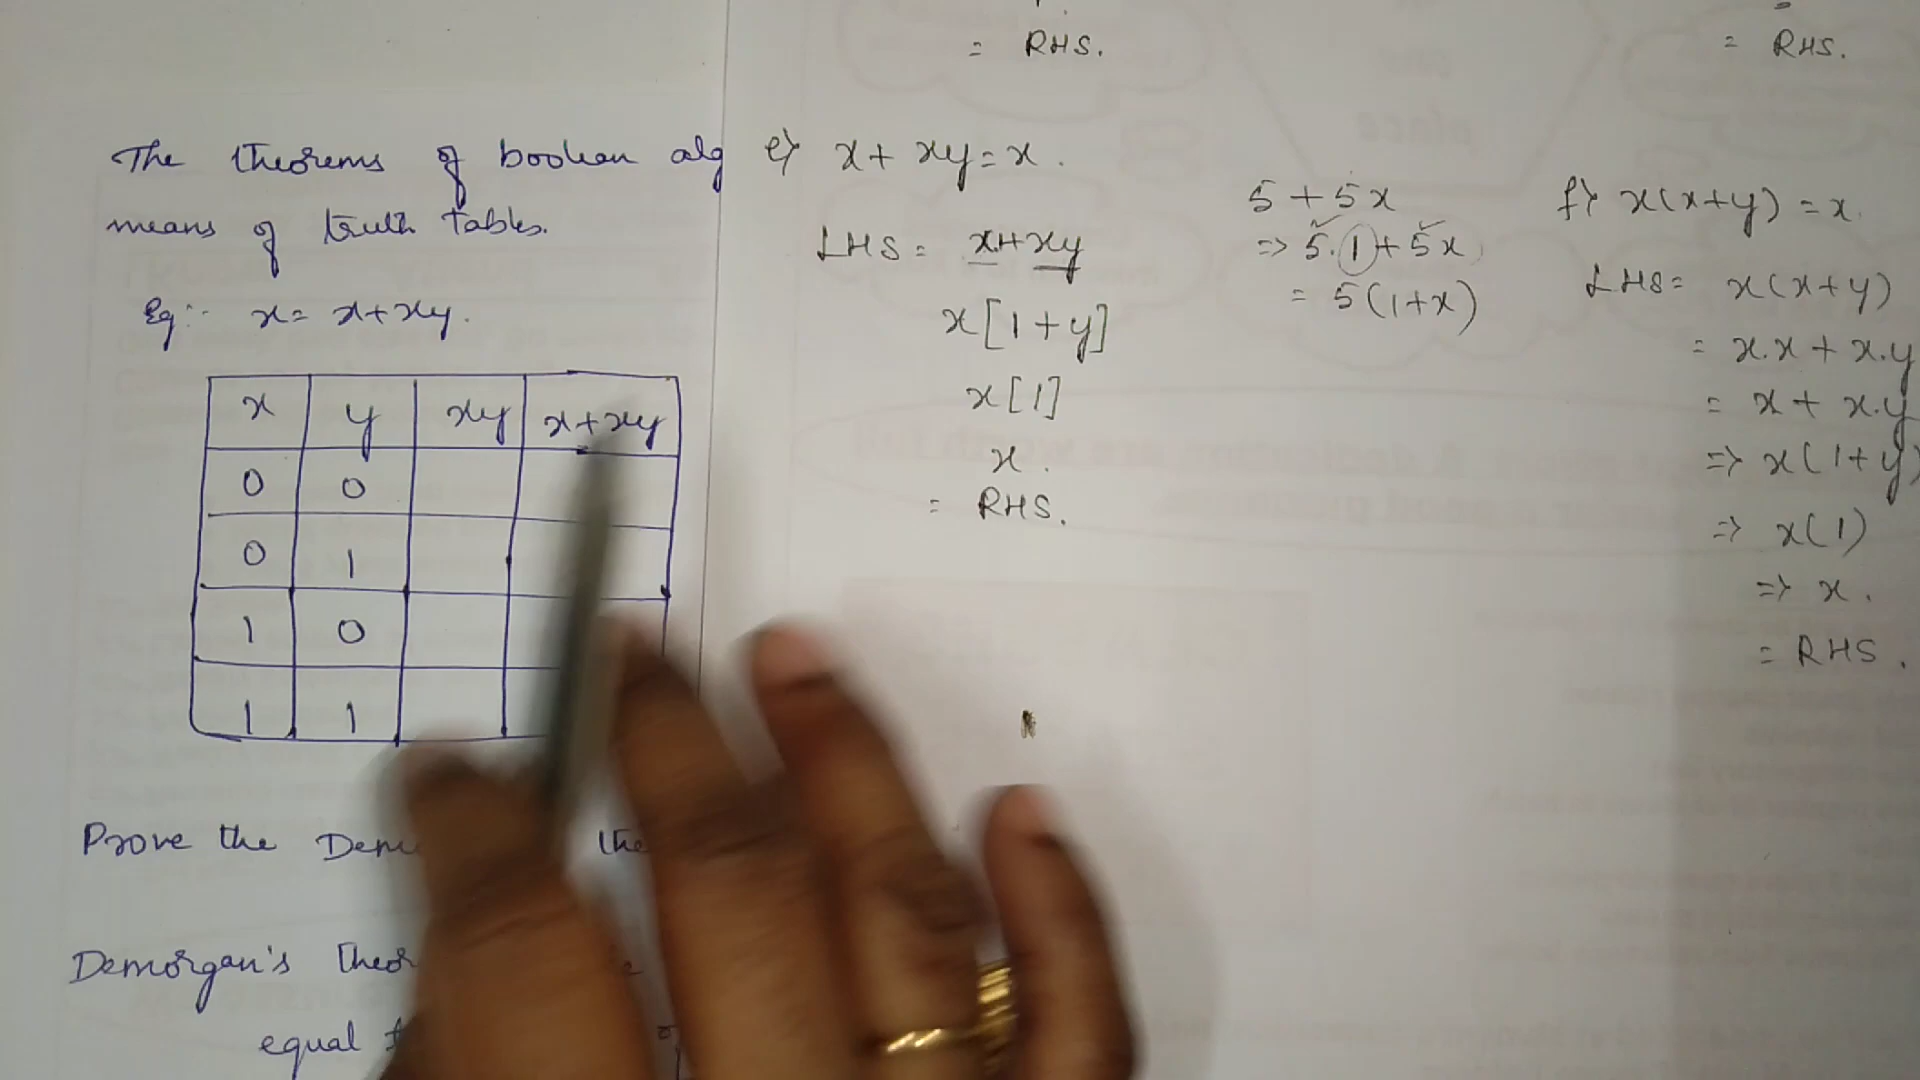 = RHS.
= RHS.
The theorems of boolean alg
means of truth tables.
Eg:- x = x+xy.
x y xy x+xy
0 0
0 1
1 0
1 1
Prove the
Demorgan's
equal
e) x + xy = x.
LHS = x+xy
x[1+y]
x[1]
x.
= RHS.
5 + 5x
=> 5.1 + 5x
= 5(1+x)
f) x(x+y) = x.
LHS = x(x+y)
= x.x + x.y
= x + x.y
=> x(1+y)
=> x(1)
=> x.
= RHS.